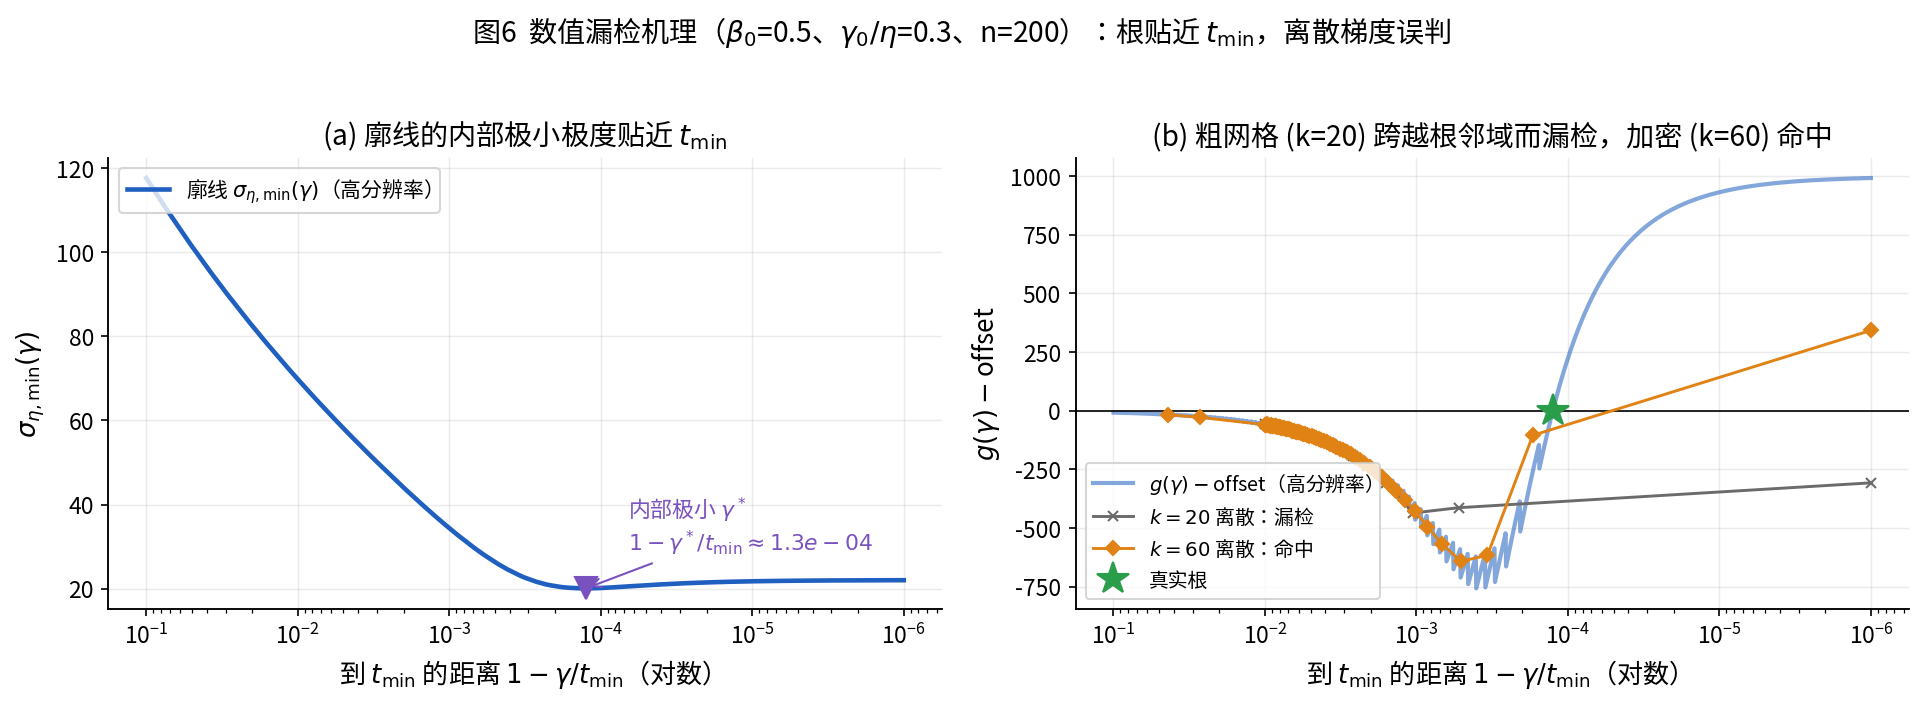 图6 数值漏检机理（β₀=0.5、γ₀/η=0.3、n=200）：根贴近 t_min，离散梯度误判
(a) 廓线的内部极小极度贴近 t_min
廓线 σ_η,min(γ)（高分辨率）
120
100
80
60
40
20
σ_η,min(γ)
内部极小 γ*
1 − γ*/t_min ≈ 1.3e − 04
10⁻¹ 10⁻² 10⁻³ 10⁻⁴ 10⁻⁵ 10⁻⁶
到 t_min 的距离 1 − γ/t_min（对数）
(b) 粗网格 (k=20) 跨越根邻域而漏检，加密 (k=60) 命中
1000
750
500
250
0
-250
-500
-750
g(γ) − offset
g(γ) − offset（高分辨率）
k = 20 离散：漏检
k = 60 离散：命中
真实根
10⁻¹ 10⁻² 10⁻³ 10⁻⁴ 10⁻⁵ 10⁻⁶
到 t_min 的距离 1 − γ/t_min（对数）